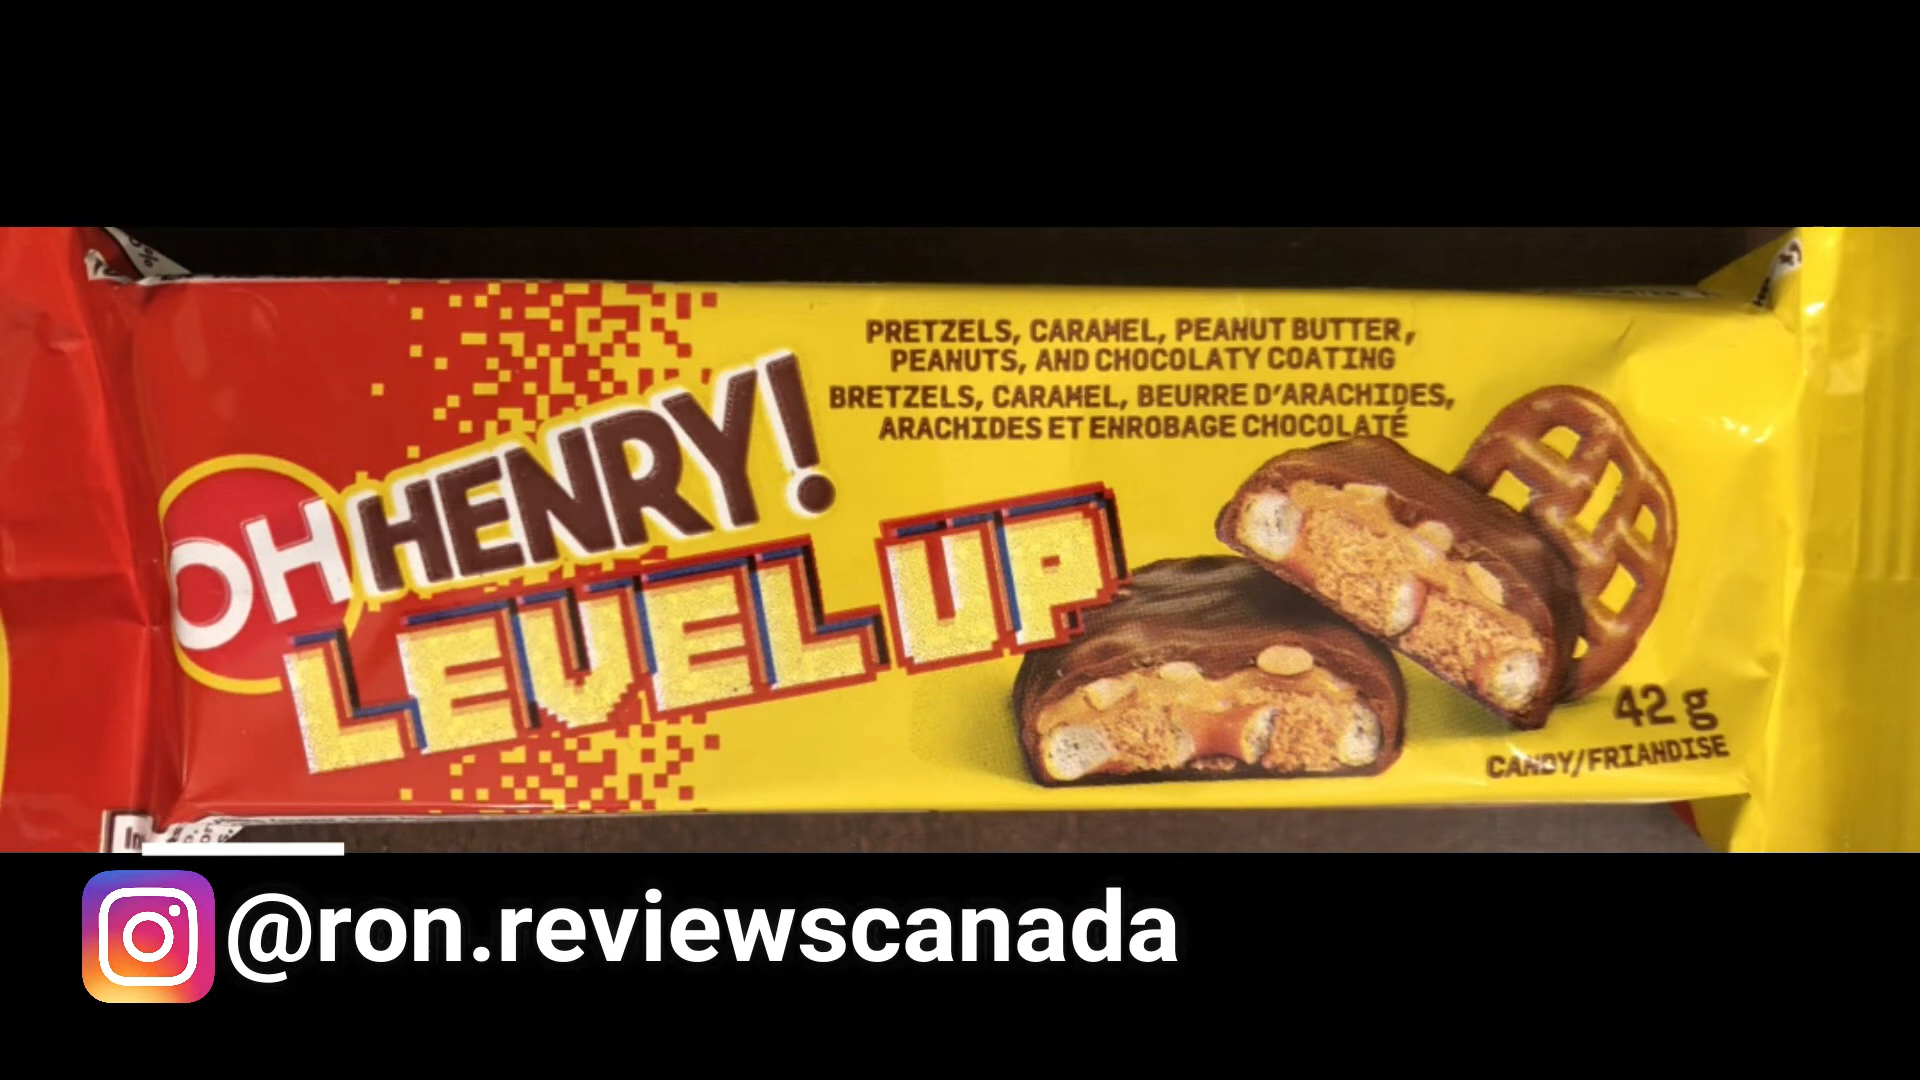 PRETZELS, CARAMEL, PEANUT BUTTER,
PEANUTS, AND CHOCOLATY COATING
BRETZELS, CARAMEL, BEURRE D'ARACHIDES,
ARACHIDES ET ENROBAGE CHOCOLATÉ
OH HENRY!
LEVEL UP
42 g
CANDY/FRIANDISE
@ron.reviewscanada